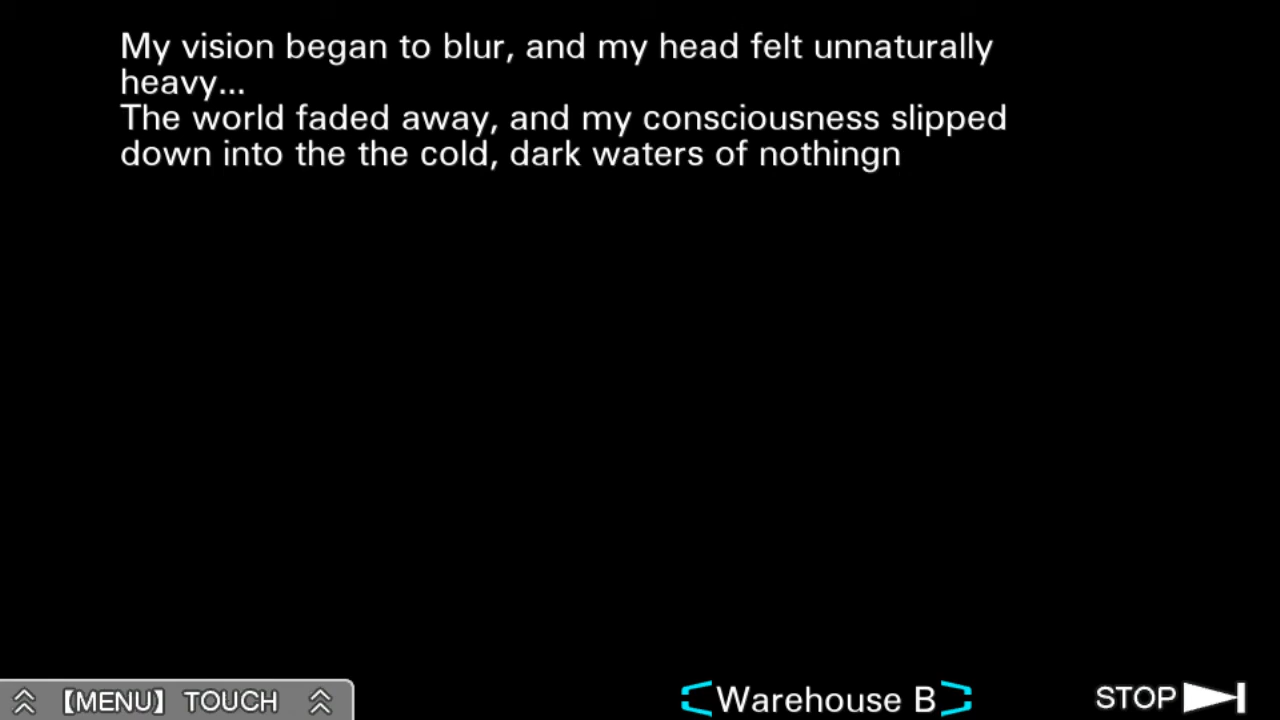 My vision began to blur, and my head felt unnaturally
heavy...
The world faded away, and my consciousness slipped
down into the the cold, dark waters of nothingn
【MENU】 TOUCH
Warehouse B
STOP